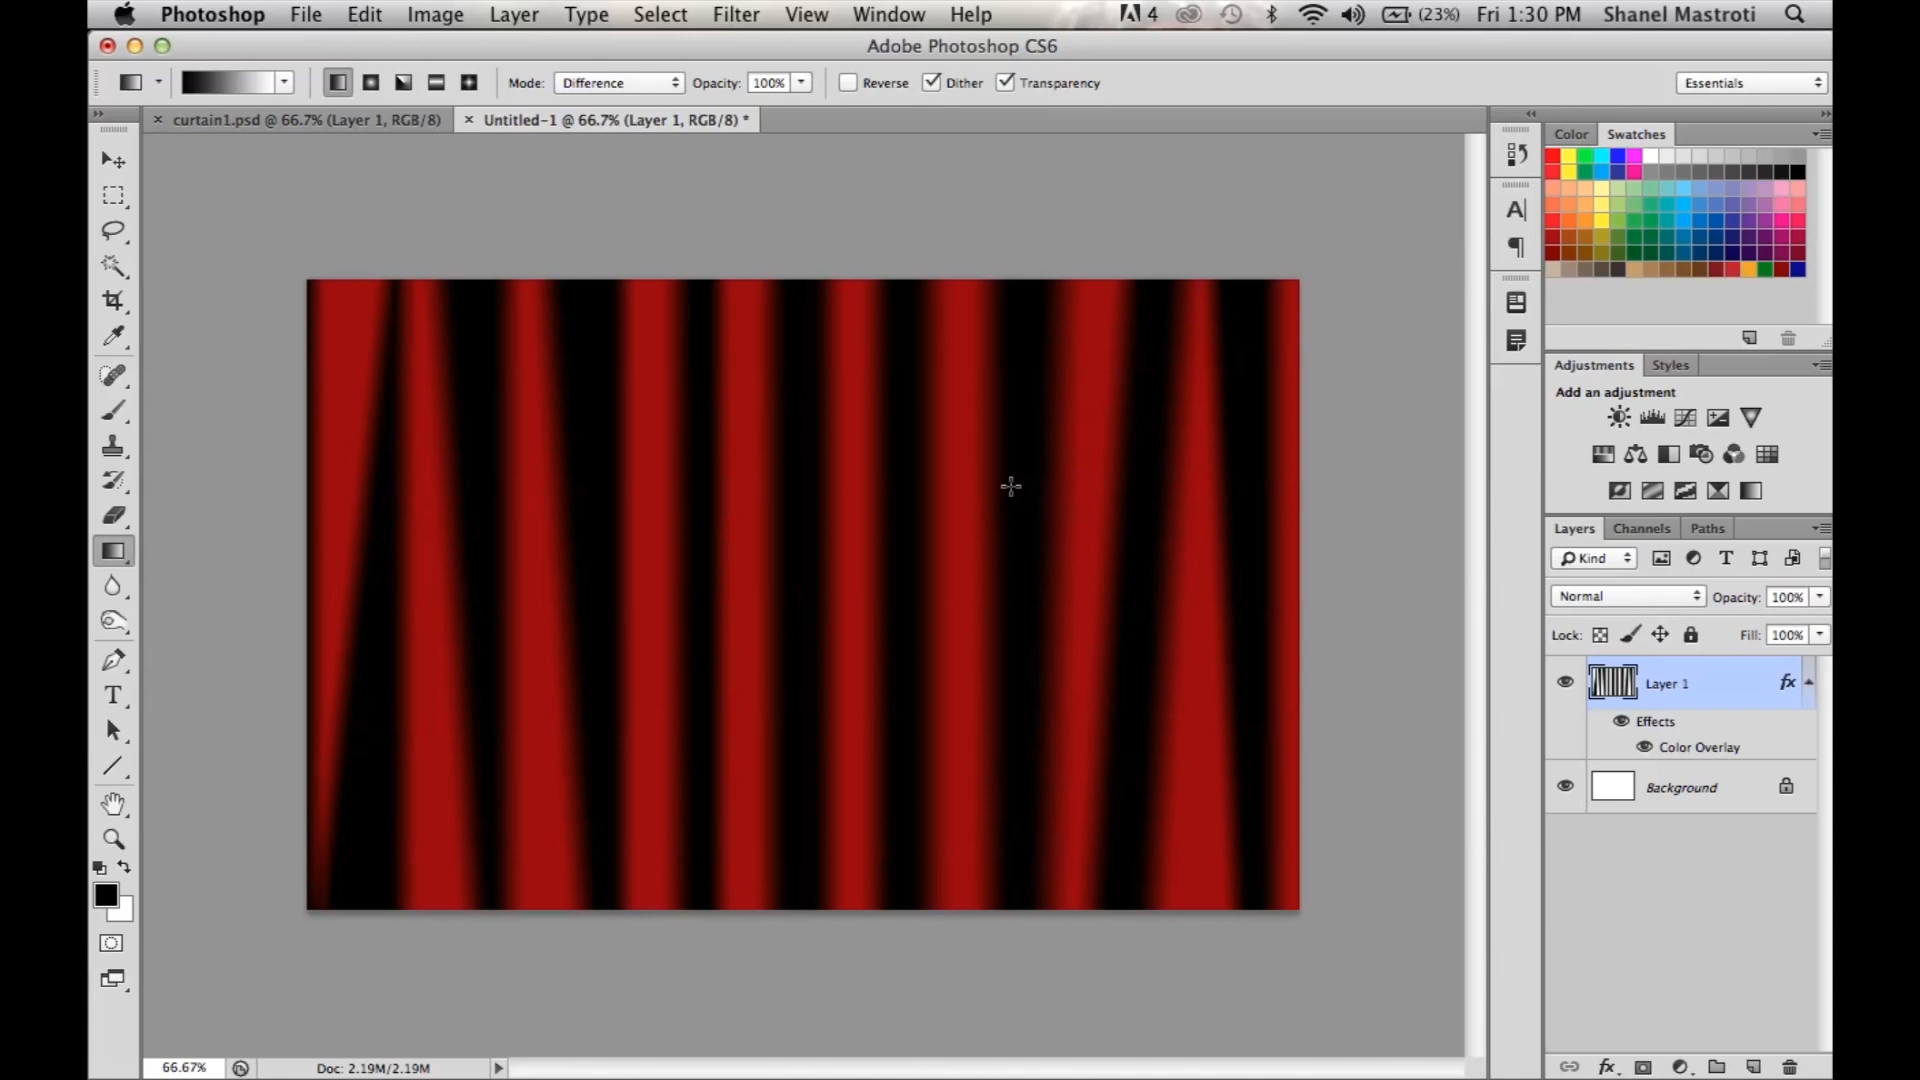 Photoshop File Edit Image Layer Type Select Filter View Window Help 4 (23%) Fri 1:30 PM Shanel Mastroti
Adobe Photoshop CS6
Mode: Difference Opacity: 100% Reverse Dither Transparency Essentials
curtain1.psd @ 66.7% (Layer 1, RGB/8) Untitled-1 @ 66.7% (Layer 1, RGB/8) *
Color Swatches
Adjustments Styles
Add an adjustment
Layers Channels Paths
Kind
Normal Opacity: 100%
Lock: Fill: 100%
Layer 1 fx
Effects
Color Overlay
Background
66.67% Doc: 2.19M/2.19M